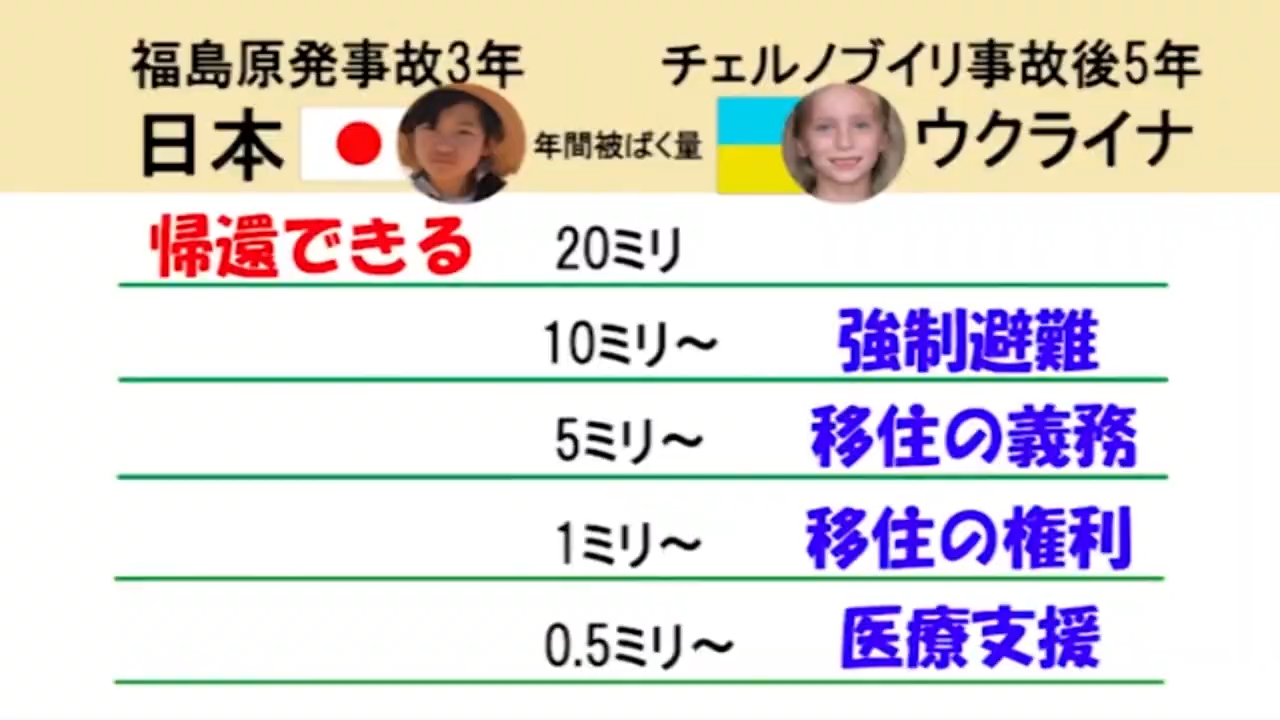 福島原発事故3年
チェルノブイリ事故後5年
日本
年間被ばく量
ウクライナ
帰還できる
20ミリ
10ミリ～
強制避難
5ミリ～
移住の義務
1ミリ～
移住の権利
0.5ミリ～
医療支援